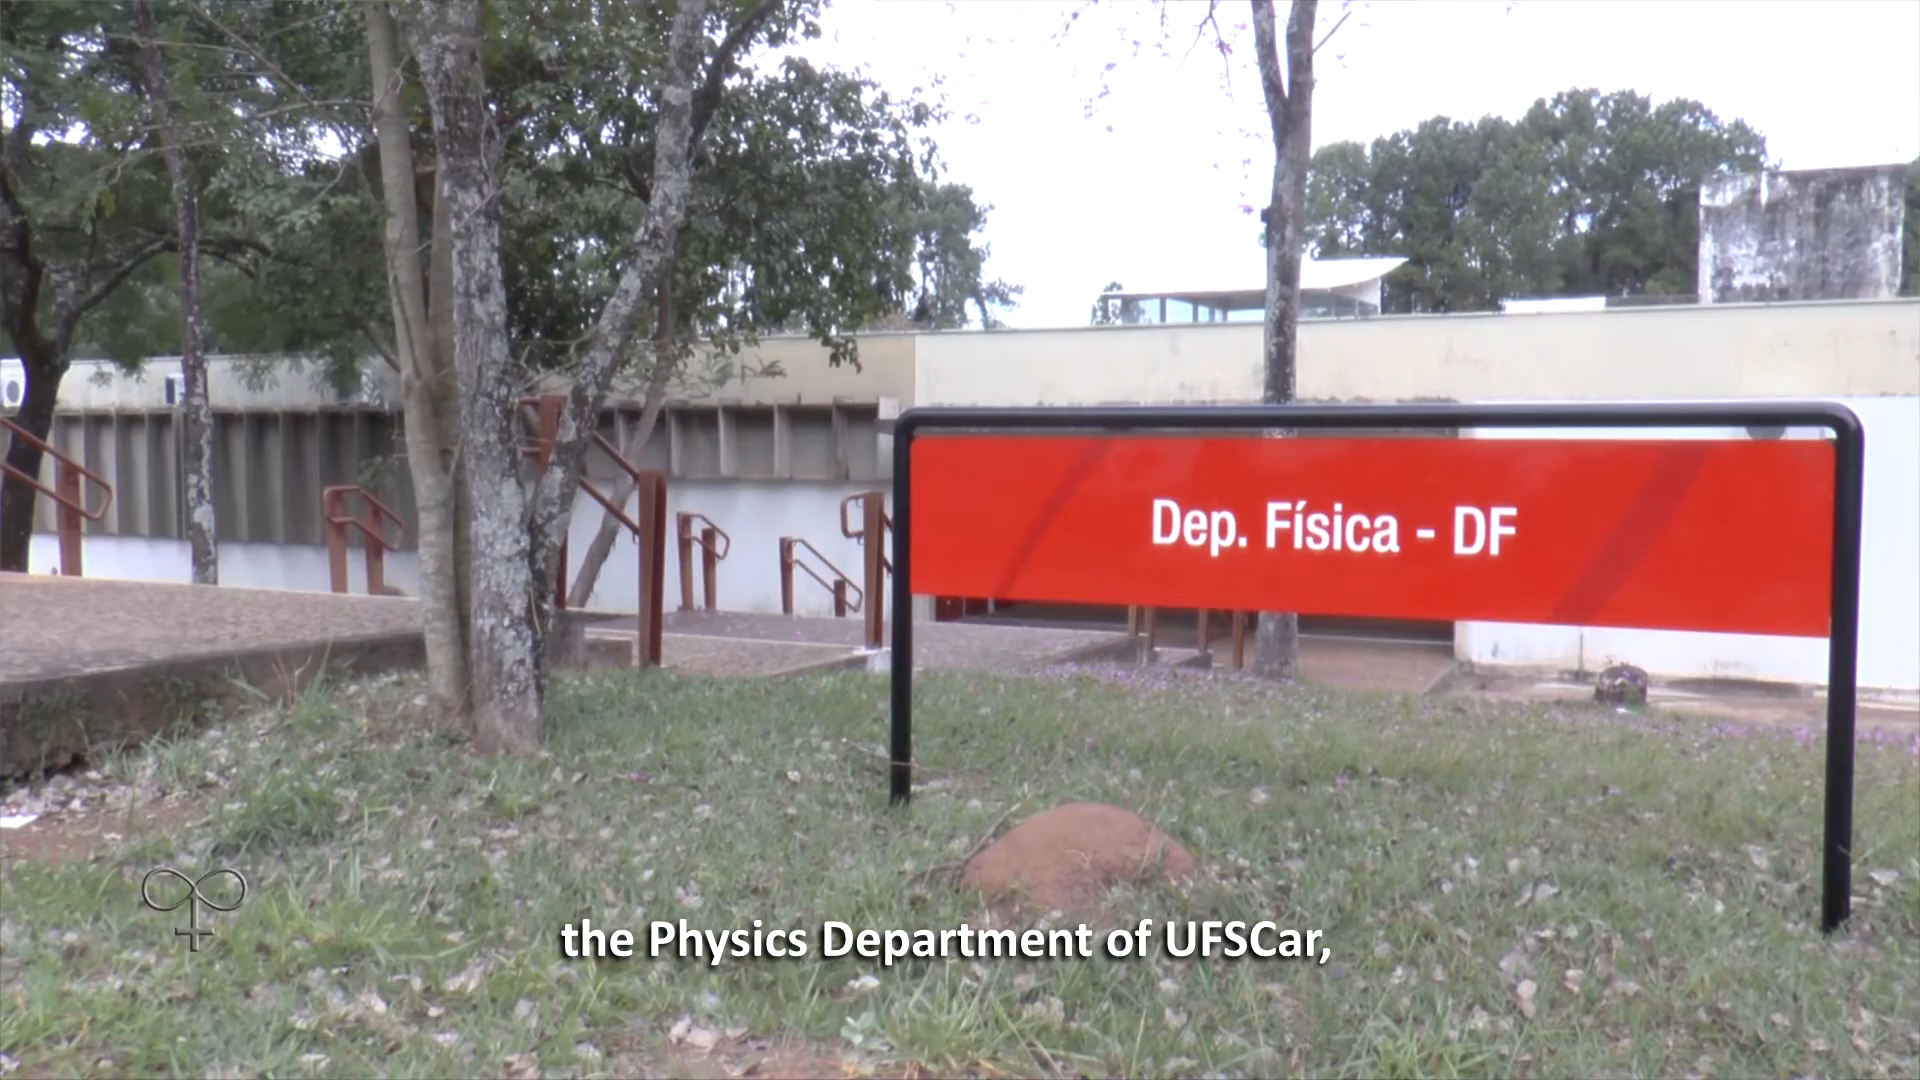 Dep. Física - DF
the Physics Department of UFSCar,